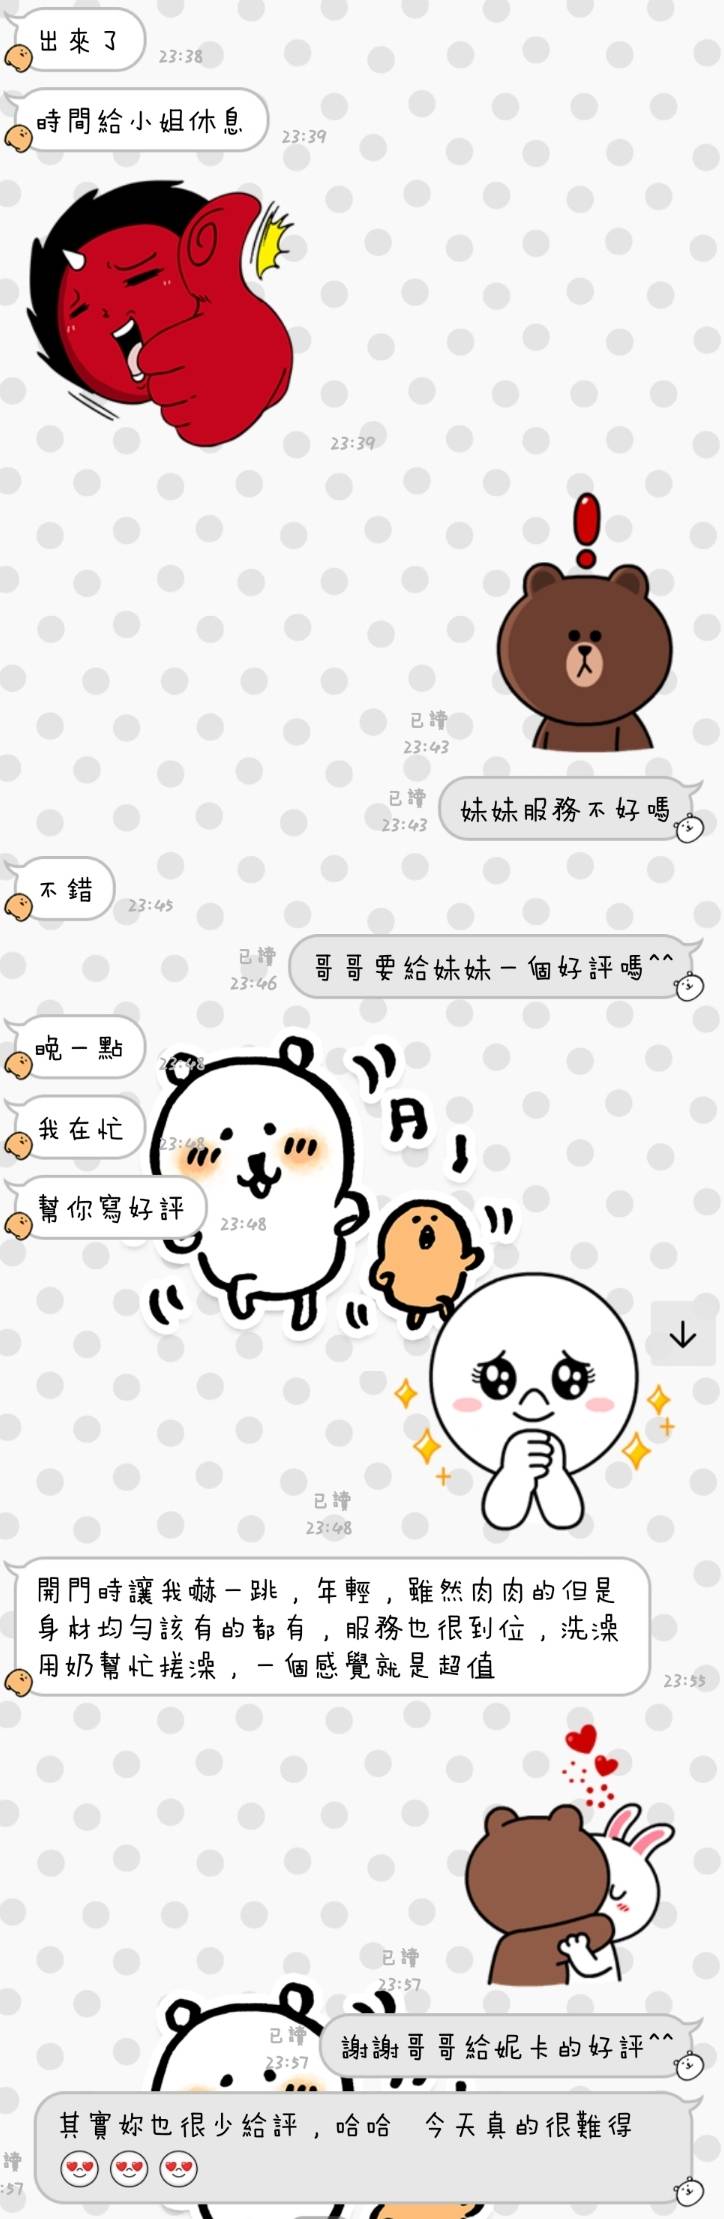 出來了
23:38
時間給小姐休息
23:39
23:39
已讀
23:43
已讀
23:43
妹妹服務不好嗎
不錯
23:45
已讀
23:46
哥哥要給妹妹一個好評嗎^^
晚一點
23:48
我在忙
23:48
幫你寫好評
23:48
已讀
23:48
開門時讓我嚇一跳，年輕，雖然肉肉的但是
身材均勻該有的都有，服務也很到位，洗澡
用奶幫忙搓澡，一個感覺就是超值
23:55
已讀
23:57
已讀
23:57
謝謝哥哥給妮卡的好評^^
其實妳也很少給評，哈哈　今天真的很難得
讀
:57